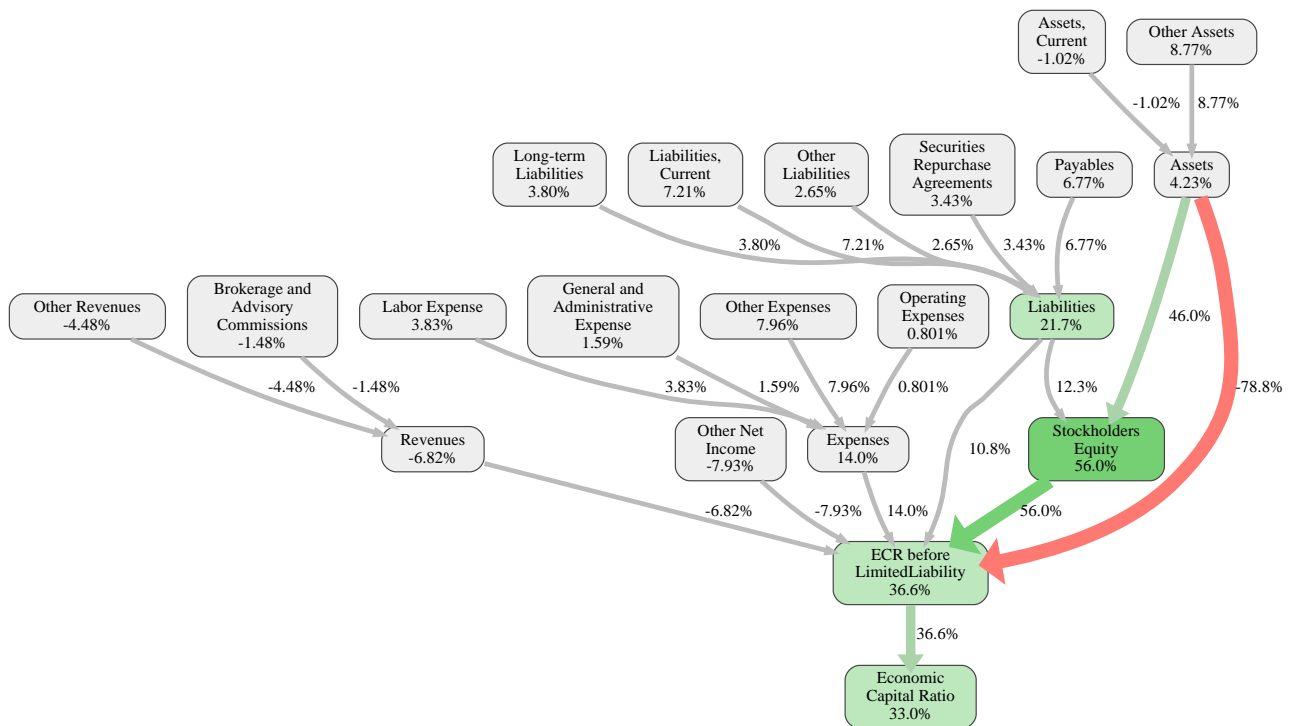 Assets,
Current
-1.02%
Other Assets
8.77%
-1.02%
8.77%
Long-term
Liabilities
3.80%
Liabilities,
Current
7.21%
Other
Liabilities
2.65%
Securities
Repurchase
Agreements
3.43%
Payables
6.77%
Assets
4.23%
3.80%
7.21%
2.65%
3.43%
6.77%
Other Revenues
-4.48%
Brokerage and
Advisory
Commissions
-1.48%
Labor Expense
3.83%
General and
Administrative
Expense
1.59%
Other Expenses
7.96%
Operating
Expenses
0.801%
Liabilities
21.7%
46.0%
-4.48%
-1.48%
3.83%
1.59%
7.96%
0.801%
12.3%
-78.8%
Revenues
-6.82%
Other Net
Income
-7.93%
Expenses
14.0%
10.8%
Stockholders
Equity
56.0%
-6.82%
-7.93%
14.0%
56.0%
ECR before
LimitedLiability
36.6%
36.6%
Economic
Capital Ratio
33.0%